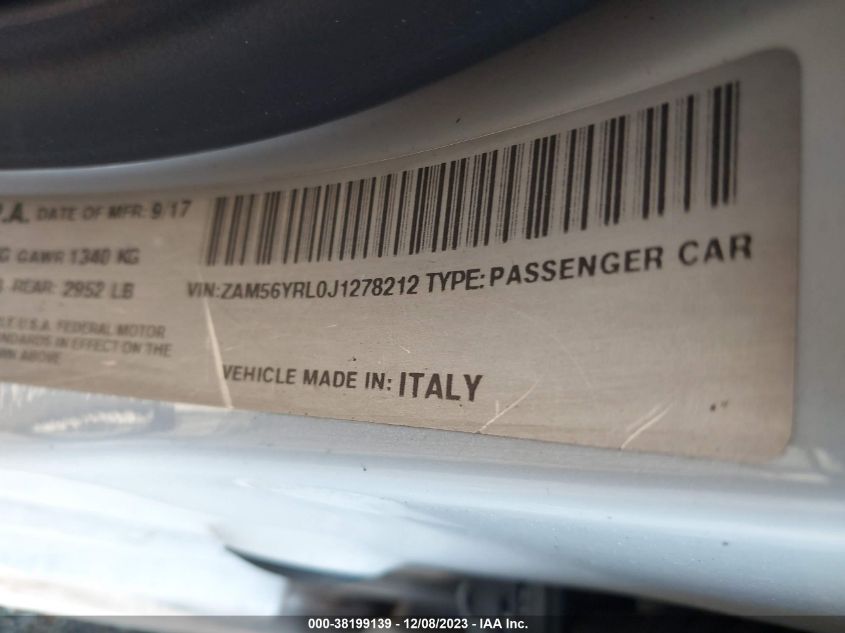 .A. DATE OF MFR: 9/17
G GAWR 1340 KG
REAR: 2952 LB
VIN:ZAM56YRL0J1278212 TYPE:PASSENGER CAR
U.S.A. FEDERAL MOTOR
IN EFFECT ON THE
ABOVE
VEHICLE MADE IN: ITALY
000-38199139 - 12/08/2023 - IAA Inc.